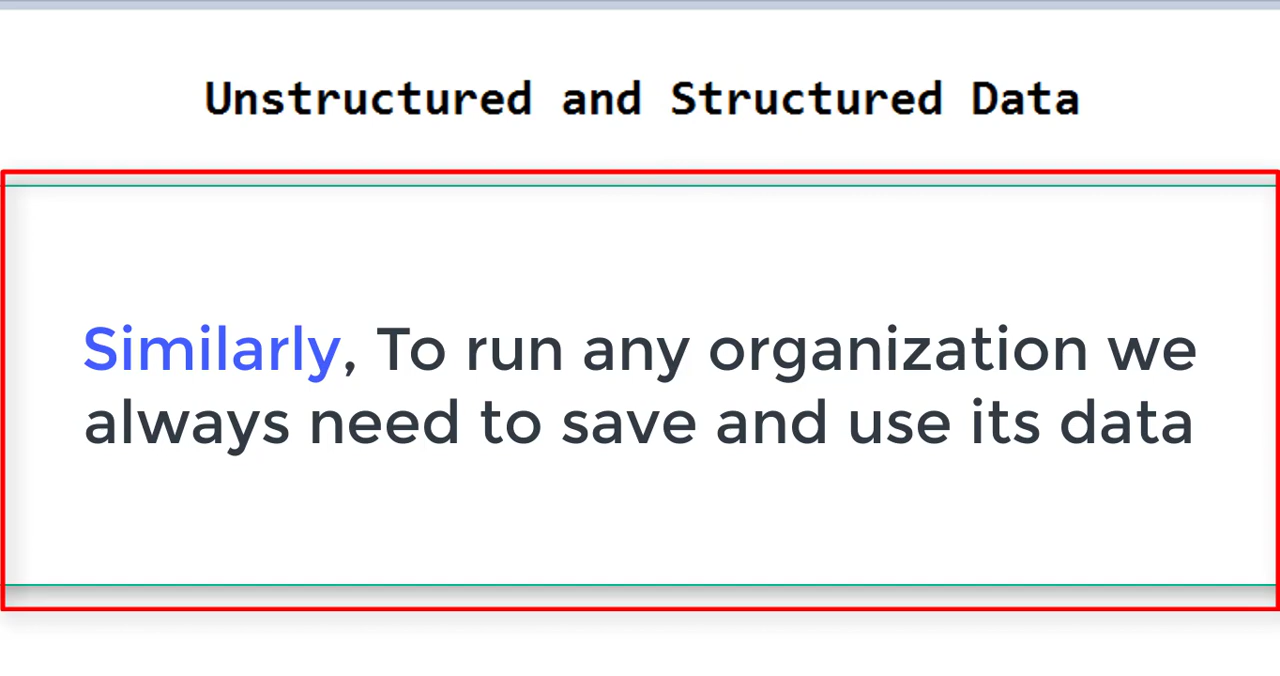 Unstructured and Structured Data
Similarly, To run any organization we
always need to save and use its data